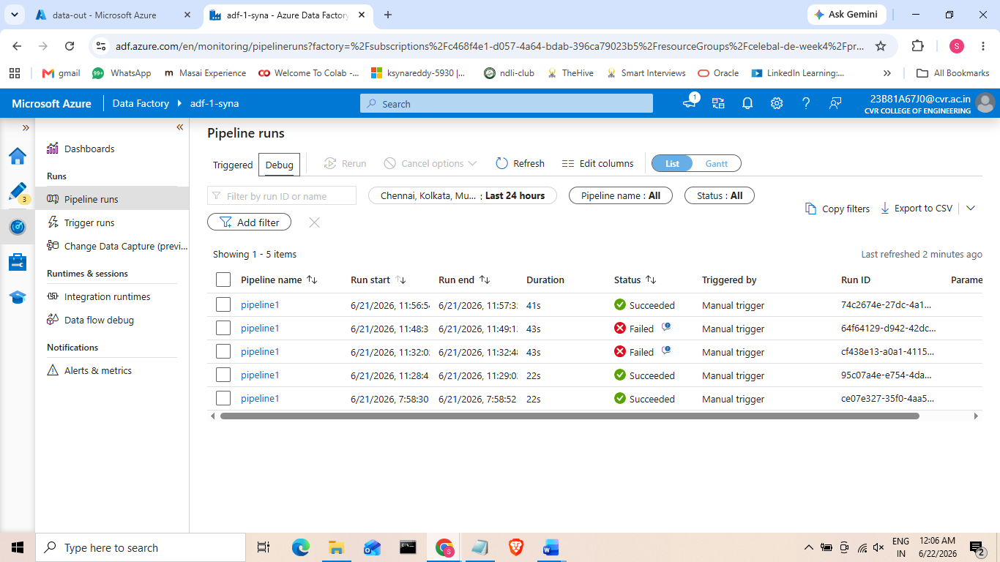 data-out - Microsoft Azure
adf-1-syna - Azure Data Factory
Ask Gemini
adf.azure.com/en/monitoring/pipelineruns?factory=%2Fsubscriptions%2Fc468f4e1-d057-4a64-bdab-396ca79023b5%2FresourceGroups%2Fcelebal-de-week4%2Fpr...
S
gmail
99+
WhatsApp
m
Masai Experience
Welcome To Colab -...
ksynareddy-5930 |...
ndli-club
TheHive
Smart Interviews
Oracle
LinkedIn Learning:...
All Bookmarks
Microsoft Azure
Data Factory
adf-1-syna
Search
1
23B81A67J0@cvr.ac.in
CVR COLLEGE OF ENGINEERING
3
Dashboards
Runs
Pipeline runs
Trigger runs
Change Data Capture (previ...
Runtimes & sessions
Integration runtimes
Data flow debug
Notifications
Alerts & metrics
Pipeline runs
Triggered Debug Rerun Cancel options Refresh Edit columns List Gantt
Filter by run ID or name Chennai, Kolkata, Mu... ; Last 24 hours Pipeline name : All Status : All
Copy filters Export to CSV
Add filter
Showing 1 - 5 items Last refreshed 2 minutes ago
Pipeline name Run start Run end Duration Status Triggered by Run ID Parame
pipeline1 6/21/2026, 11:56:54 6/21/2026, 11:57:3 41s Succeeded Manual trigger 74c2674e-27dc-4a1...
pipeline1 6/21/2026, 11:48:3 6/21/2026, 11:49:1 43s Failed Manual trigger 64f64129-d942-42dc...
pipeline1 6/21/2026, 11:32:0 6/21/2026, 11:32:4 43s Failed Manual trigger cf438e13-a0a1-4115...
pipeline1 6/21/2026, 11:28:4 6/21/2026, 11:29:0 22s Succeeded Manual trigger 95c07a4e-e754-4da...
pipeline1 6/21/2026, 7:58:30 6/21/2026, 7:58:52 22s Succeeded Manual trigger ce07e327-35f0-4aa5...
Type here to search
S
ENG
IN
12:06 AM
6/22/2026
2